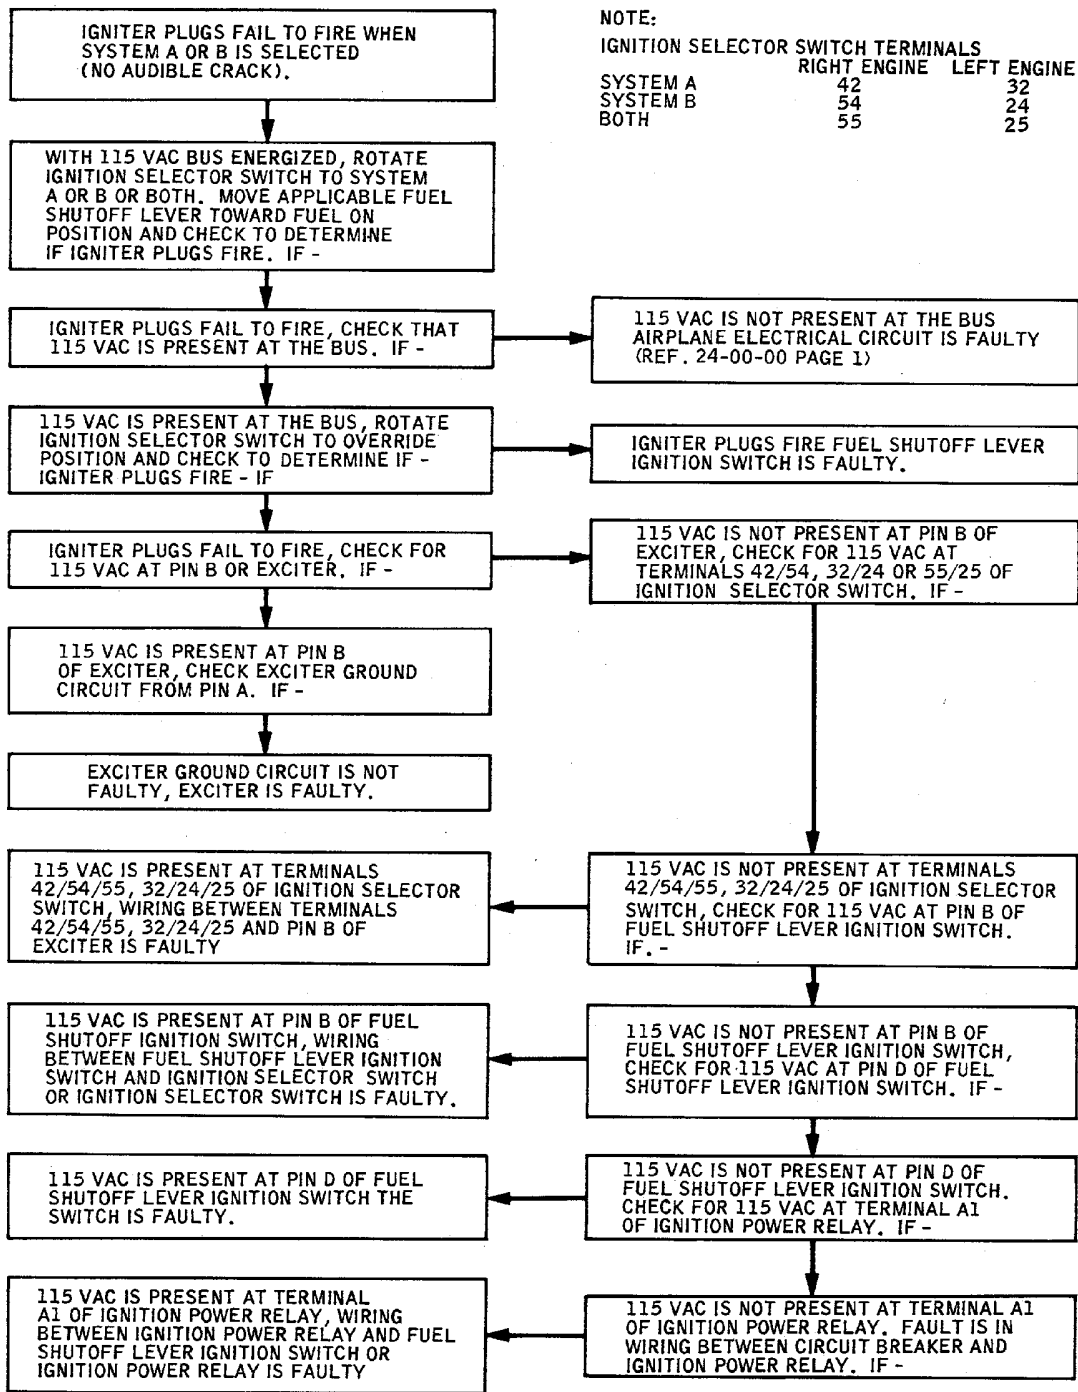 IGNITER PLUGS FAIL TO FIRE WHEN
SYSTEM A OR B IS SELECTED
(NO AUDIBLE CRACK).
NOTE:
IGNITION SELECTOR SWITCH TERMINALS
RIGHT ENGINE LEFT ENGINE
SYSTEM A 42 32
SYSTEM B 54 24
BOTH 55 25
WITH 115 VAC BUS ENERGIZED, ROTATE
IGNITION SELECTOR SWITCH TO SYSTEM
A OR B OR BOTH. MOVE APPLICABLE FUEL
SHUTOFF LEVER TOWARD FUEL ON
POSITION AND CHECK TO DETERMINE
IF IGNITER PLUGS FIRE. IF -
IGNITER PLUGS FAIL TO FIRE, CHECK THAT
115 VAC IS PRESENT AT THE BUS. IF -
115 VAC IS NOT PRESENT AT THE BUS
AIRPLANE ELECTRICAL CIRCUIT IS FAULTY
(REF. 24-00-00 PAGE 1)
115 VAC IS PRESENT AT THE BUS, ROTATE
IGNITION SELECTOR SWITCH TO OVERRIDE
POSITION AND CHECK TO DETERMINE IF -
IGNITER PLUGS FIRE - IF
IGNITER PLUGS FIRE FUEL SHUTOFF LEVER
IGNITION SWITCH IS FAULTY.
IGNITER PLUGS FAIL TO FIRE, CHECK FOR
115 VAC AT PIN B OR EXCITER. IF -
115 VAC IS NOT PRESENT AT PIN B OF
EXCITER, CHECK FOR 115 VAC AT
TERMINALS 42/54, 32/24 OR 55/25 OF
IGNITION SELECTOR SWITCH. IF -
115 VAC IS PRESENT AT PIN B
OF EXCITER, CHECK EXCITER GROUND
CIRCUIT FROM PIN A. IF -
EXCITER GROUND CIRCUIT IS NOT
FAULTY, EXCITER IS FAULTY.
115 VAC IS PRESENT AT TERMINALS
42/54/55, 32/24/25 OF IGNITION SELECTOR
SWITCH, WIRING BETWEEN TERMINALS
42/54/55, 32/24/25 AND PIN B OF
EXCITER IS FAULTY
115 VAC IS NOT PRESENT AT TERMINALS
42/54/55, 32/24/25 OF IGNITION SELECTOR
SWITCH, CHECK FOR 115 VAC AT PIN B OF
FUEL SHUTOFF LEVER IGNITION SWITCH.
IF. -
115 VAC IS PRESENT AT PIN B OF FUEL
SHUTOFF IGNITION SWITCH, WIRING
BETWEEN FUEL SHUTOFF LEVER IGNITION
SWITCH AND IGNITION SELECTOR SWITCH
OR IGNITION SELECTOR SWITCH IS FAULTY.
115 VAC IS NOT PRESENT AT PIN B OF
FUEL SHUTOFF LEVER IGNITION SWITCH,
CHECK FOR 115 VAC AT PIN D OF FUEL
SHUTOFF LEVER IGNITION SWITCH. IF -
115 VAC IS PRESENT AT PIN D OF FUEL
SHUTOFF LEVER IGNITION SWITCH THE
SWITCH IS FAULTY.
115 VAC IS NOT PRESENT AT PIN D OF
FUEL SHUTOFF LEVER IGNITION SWITCH.
CHECK FOR 115 VAC AT TERMINAL A1
OF IGNITION POWER RELAY. IF -
115 VAC IS PRESENT AT TERMINAL
A1 OF IGNITION POWER RELAY, WIRING
BETWEEN IGNITION POWER RELAY AND FUEL
SHUTOFF LEVER IGNITION SWITCH OR
IGNITION POWER RELAY IS FAULTY
115 VAC IS NOT PRESENT AT TERMINAL A1
OF IGNITION POWER RELAY. FAULT IS IN
WIRING BETWEEN CIRCUIT BREAKER AND
IGNITION POWER RELAY. IF -